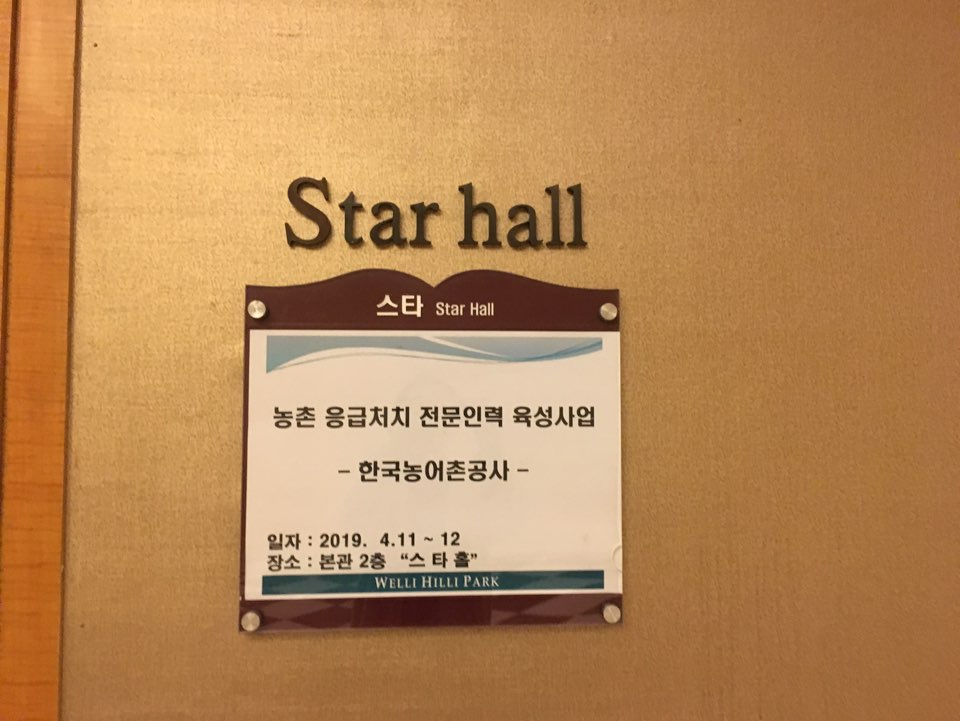 Star hall
스타 Star Hall
농촌 응급처치 전문인력 육성사업
- 한국농어촌공사 -
일자 : 2019. 4.11 ~ 12
장소 : 본관 2층 “스 타 홀”
WELLI HILLI PARK